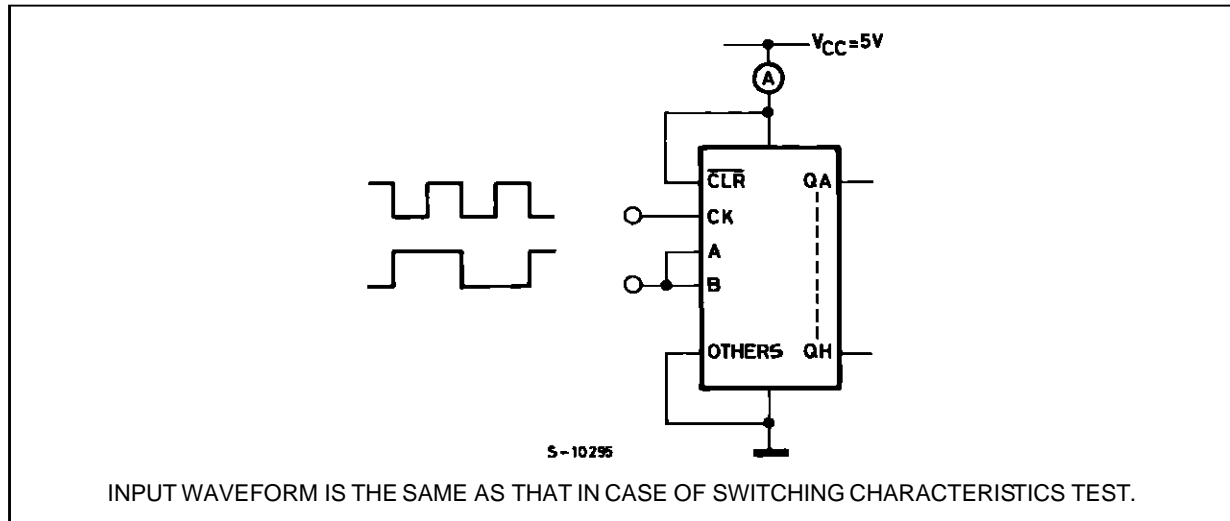 VCC=5V
A
CLR QA
CK
A
B
OTHERS QH
S-10295
INPUT WAVEFORM IS THE SAME AS THAT IN CASE OF SWITCHING CHARACTERISTICS TEST.